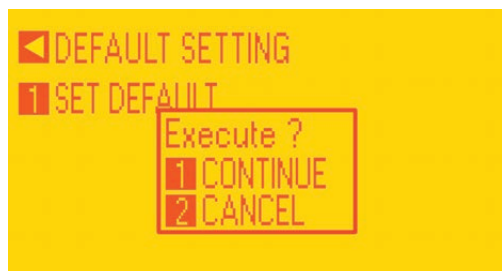 ◀ DEFAULT SETTING
1 SET DEFAULT
Execute ?
1 CONTINUE
2 CANCEL